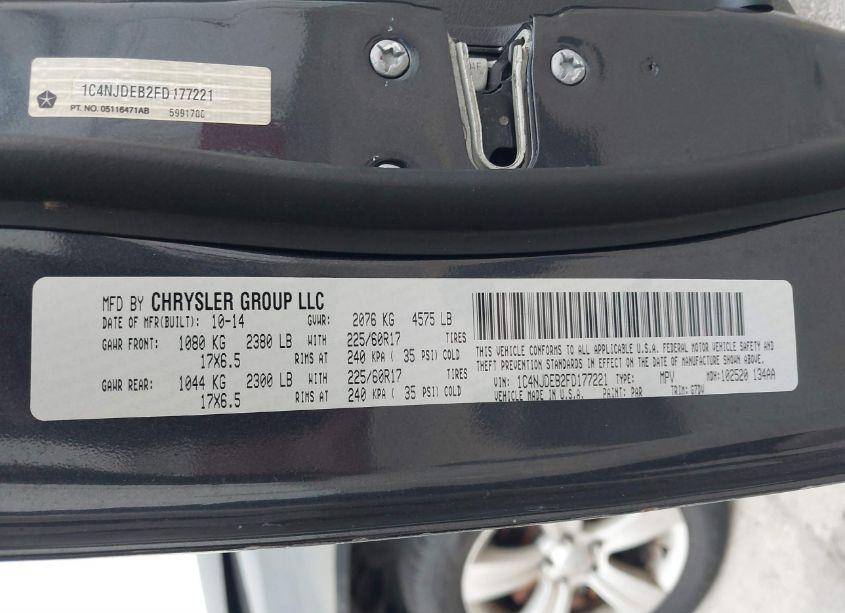 1C4NJDEB2FD177221
PT. NO. 05116471AB
MFD BY CHRYSLER GROUP LLC
DATE OF MFR(BUILT): 10-14 GVWR: 2076 KG 4575 LB
GAWR FRONT: 1080 KG 2380 LB WITH 225/60R17 TIRES
17X6.5 RIMS AT 240 KPA ( 35 PSI) COLD
GAWR REAR: 1044 KG 2300 LB WITH 225/60R17 TIRES
17X6.5 RIMS AT 240 KPA ( 35 PSI) COLD
THIS VEHICLE CONFORMS TO ALL APPLICABLE U.S.A. FEDERAL MOTOR VEHICLE SAFETY AND
THEFT PREVENTION STANDARDS IN EFFECT ON THE DATE OF MANUFACTURE SHOWN ABOVE.
VIN: 1C4NJDEB2FD177221 TYPE: MPV MDH:102520 134AA
VEHICLE MADE IN U.S.A. PAINT: PAR TRIM: